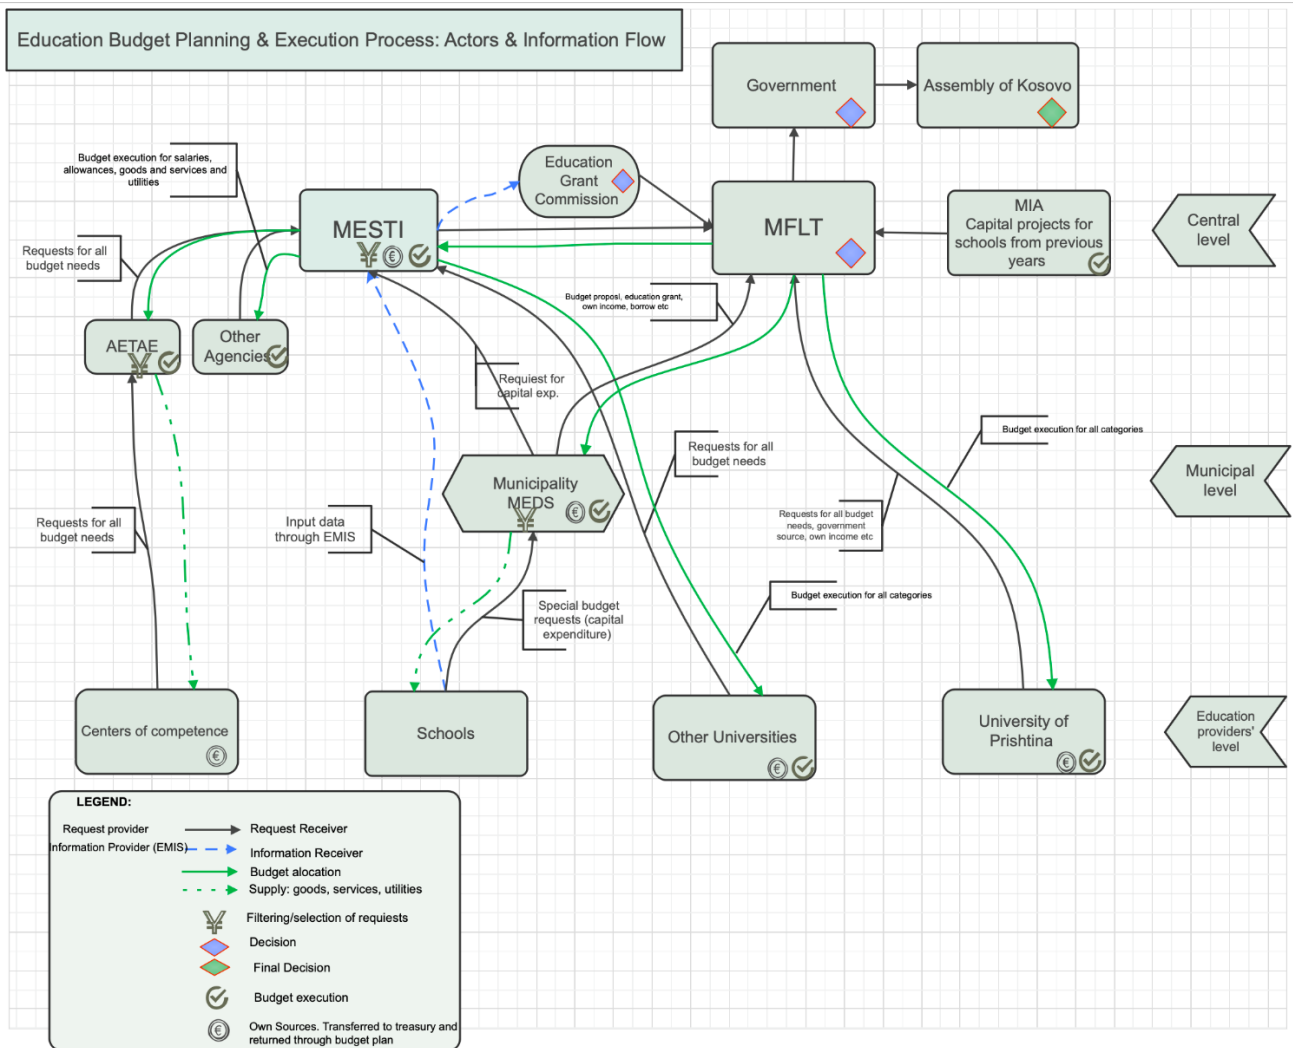 Education Budget Planning & Execution Process: Actors & Information Flow
Government
Assembly of Kosovo
Budget execution for salaries,
allowances, goods and services and
utilities
Education
Grant
Commission
MESTI
MFLT
MIA
Capital projects for
schools from previous
years
Central
level
Requests for all
budget needs
Budget proposl, education grant,
own income, borrow etc
AETAE
Other
Agencies
Requiest for
capital exp.
Budget execution for all categories
Requests for all
budget needs
Municipality
MEDS
Municipal
level
Requests for all
budget needs
Input data
through EMIS
Requests for all budget
needs, government
source, own income etc
Budget execution for all categories
Special budget
requests (capital
expenditure)
Centers of competence
Schools
Other Universities
University of
Prishtina
Education
providers'
level
LEGEND:
Request provider
Request Receiver
Information Provider (EMIS)
Information Receiver
Budget alocation
Supply: goods, services, utilities
Filtering/selection of requiests
Decision
Final Decision
Budget execution
Own Sources. Transferred to treasury and
returned through budget plan